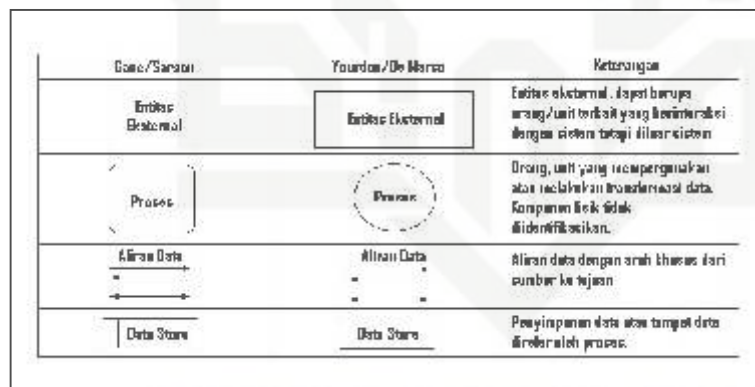 Gane/Sarson
Yourdon/De Marco
Keterangan
Entitas
Eksternal
Entitas Eksternal
Entitas eksternal, dapat berupa
orang/unit terkait yang berinteraksi
dengan sistem tetapi diluar sistem
Proses
Proses
Orang, unit yang mempergunakan
atau melakukan transformasi data.
Komponen fisik tidak
diidentifikasikan.
Aliran Data
Aliran Data
Aliran data dengan arah khusus dari
sumber ke tujuan
Data Store
Data Store
Penyimpanan data atau tempat data
direfer oleh proses.